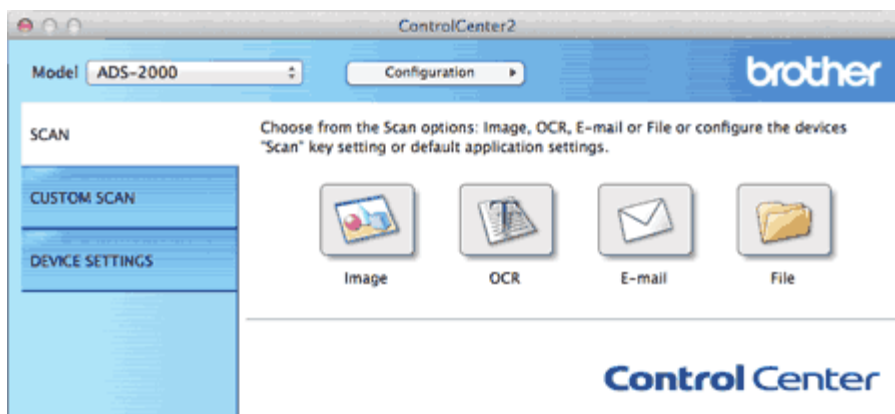 ControlCenter2
Model ADS-2000 Configuration brother
SCAN
CUSTOM SCAN
DEVICE SETTINGS
Choose from the Scan options: Image, OCR, E-mail or File or configure the devices
"Scan" key setting or default application settings.
Image OCR E-mail File
Control Center